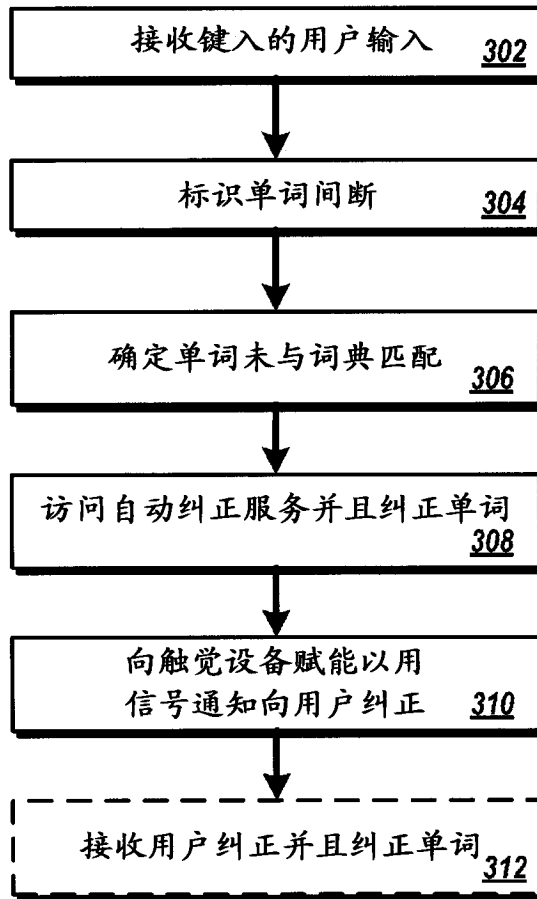 接收键入的用户输入
302
标识单词间断
304
确定单词未与词典匹配
306
访问自动纠正服务并且纠正单词
308
向触觉设备赋能以用
信号通知向用户纠正
310
接收用户纠正并且纠正单词
312